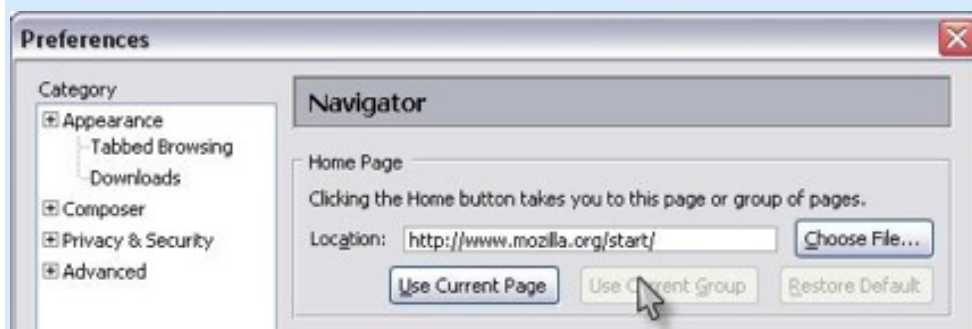 Preferences
Category
Appearance
Tabbed Browsing
Downloads
Composer
Privacy & Security
Advanced
Navigator
Home Page
Clicking the Home button takes you to this page or group of pages.
Location: http://www.mozilla.org/start/ Choose File...
Use Current Page Use Current Group Restore Default